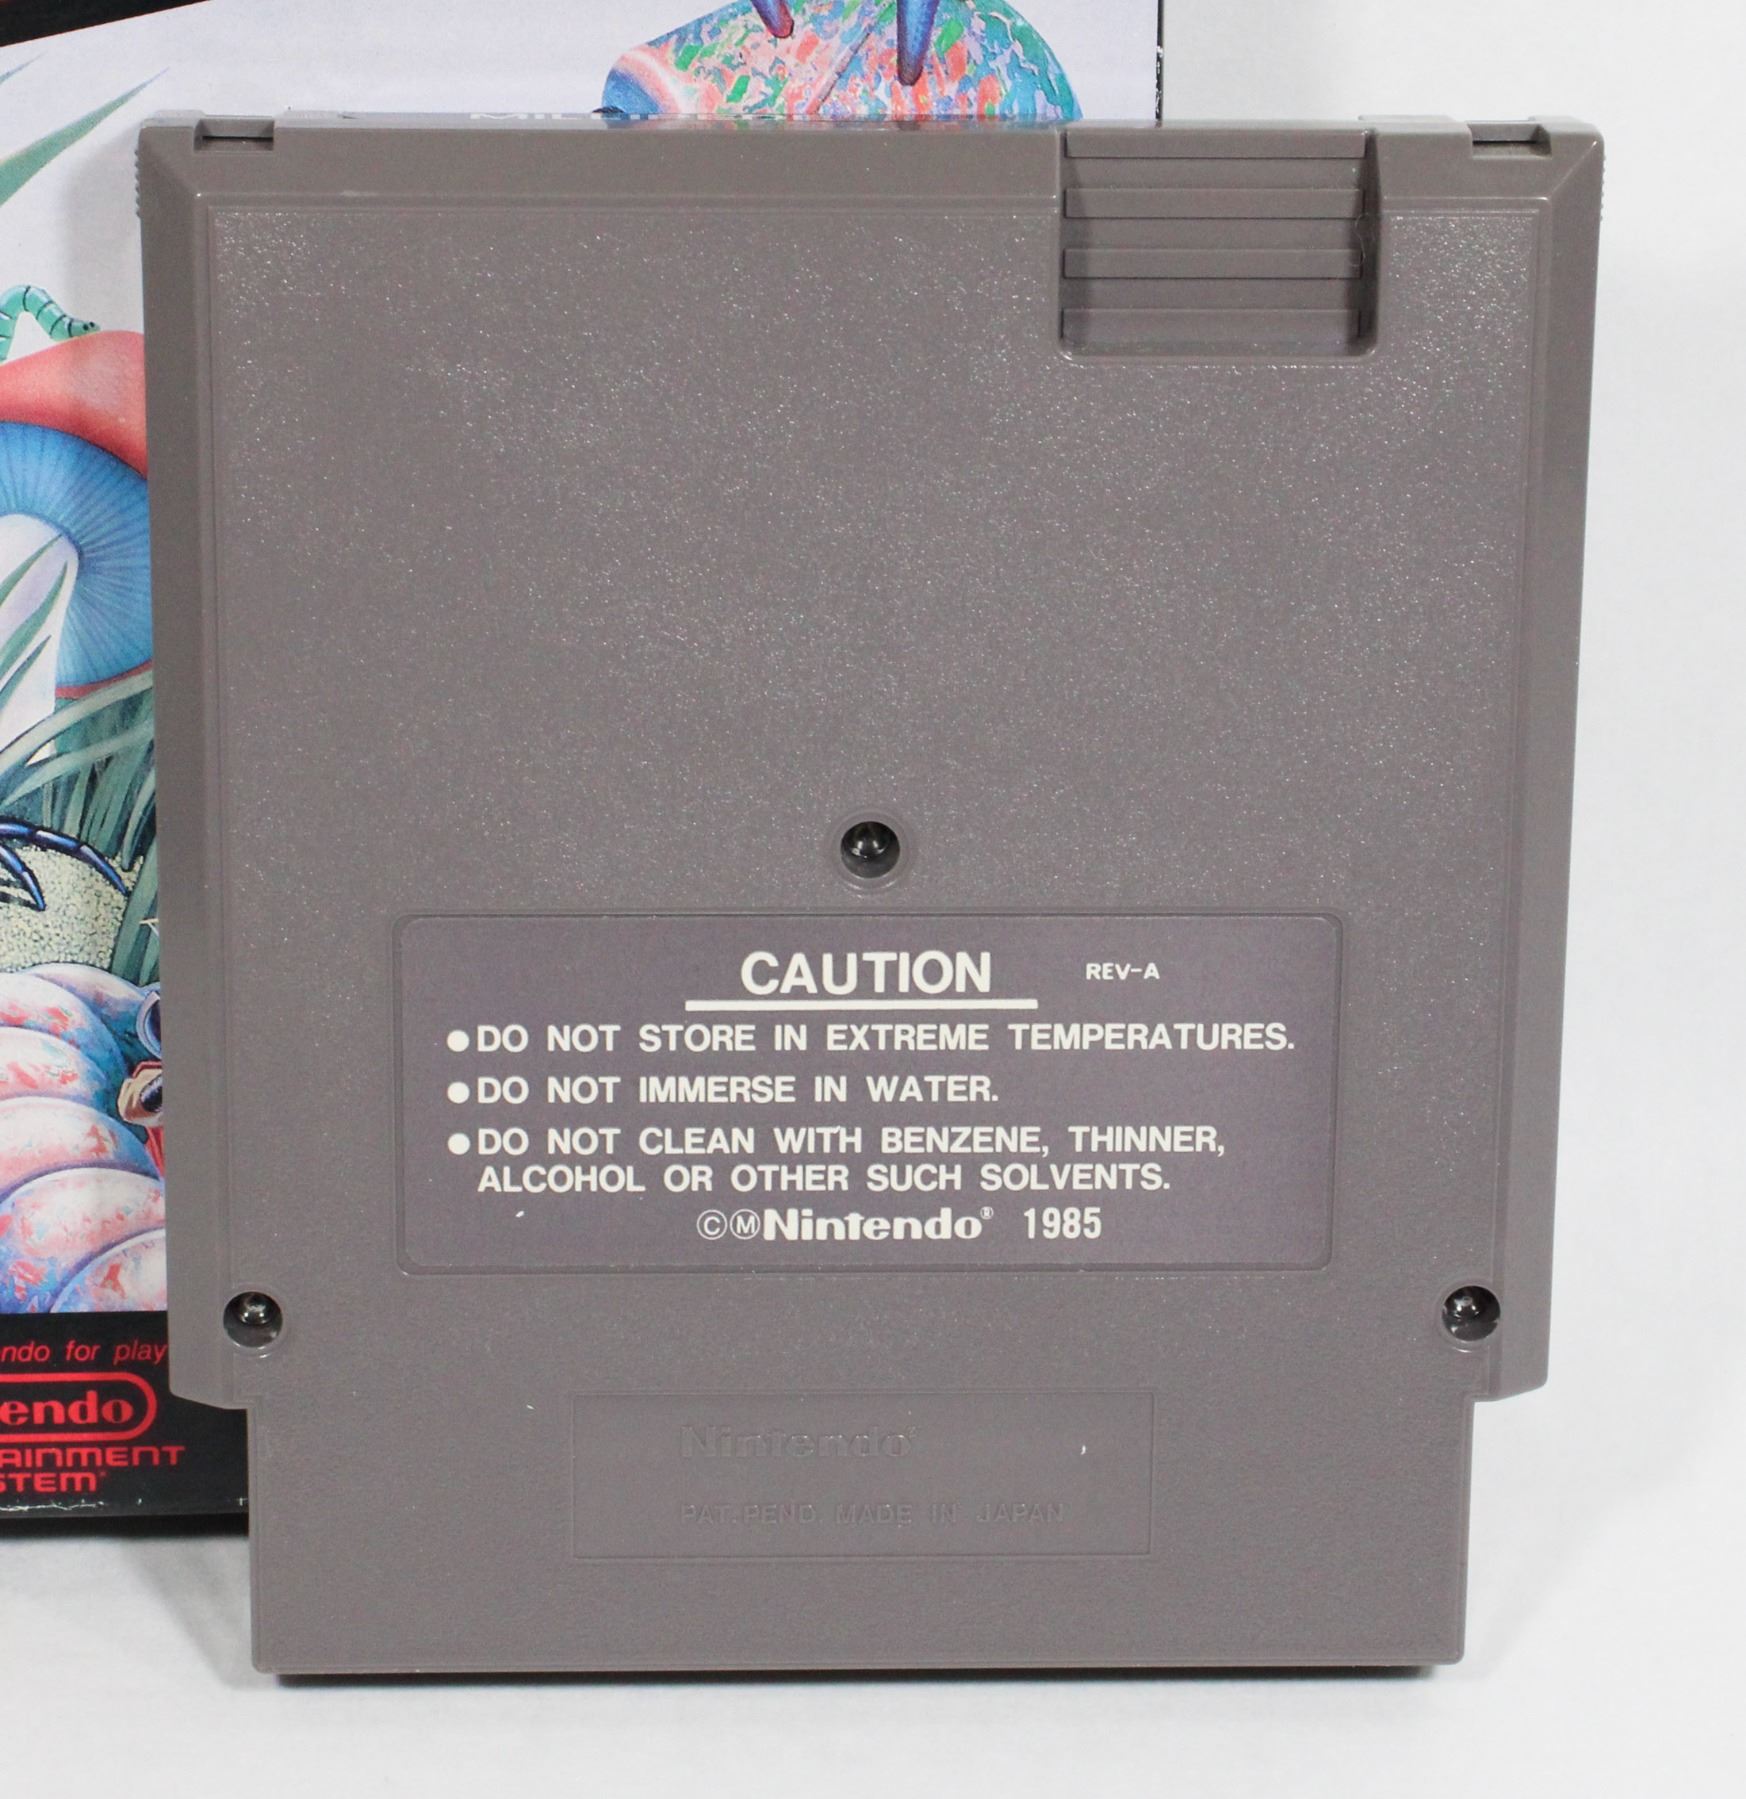 CAUTION REV-A
●DO NOT STORE IN EXTREME TEMPERATURES.
●DO NOT IMMERSE IN WATER.
●DO NOT CLEAN WITH BENZENE, THINNER,
ALCOHOL OR OTHER SUCH SOLVENTS.
©ⓂNintendo® 1985
ndo for play
endo
AINMENT
STEM
Nintendo®
PAT. PEND. MADE IN JAPAN